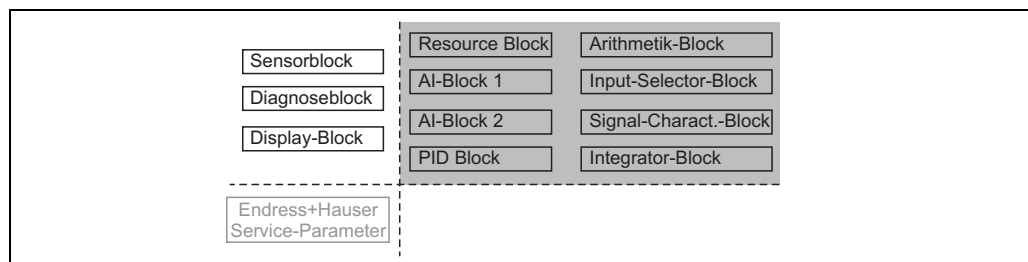 Sensorblock
Diagnoseblock
Display-Block
Resource Block
AI-Block 1
AI-Block 2
PID Block
Arithmetik-Block
Input-Selector-Block
Signal-Charact.-Block
Integrator-Block
Endress+Hauser
Service-Parameter